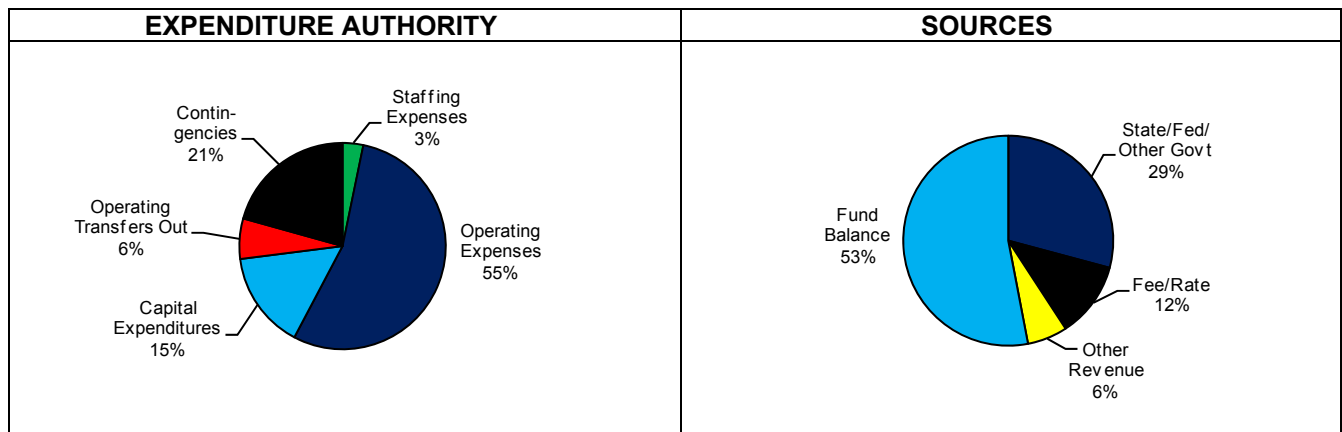 EXPENDITURE AUTHORITY
Contin-
gencies
21%
Staffing
Expenses
3%
Operating
Transfers Out
6%
Operating
Expenses
55%
Capital
Expenditures
15%
SOURCES
State/Fed/
Other Govt
29%
Fund
Balance
53%
Fee/Rate
12%
Other
Revenue
6%